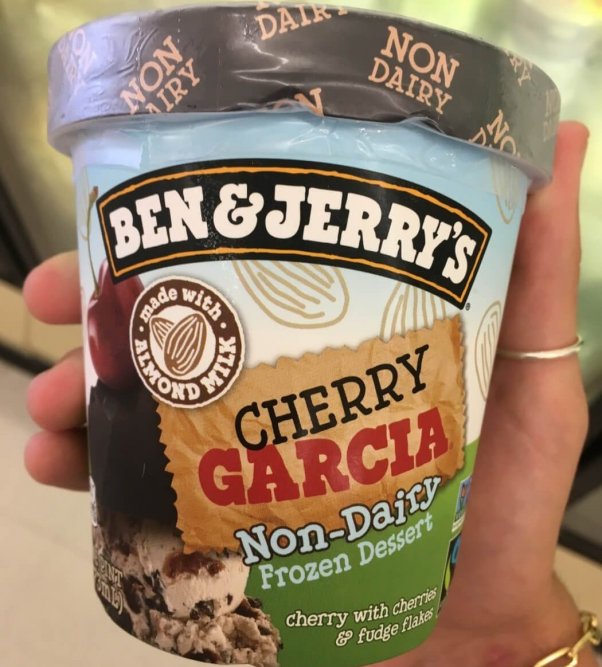 NON
DAIRY
DAIRY
NON
DAIRY
BEN & JERRY'S
made with
ALMOND MILK
CHERRY
GARCIA
Non-Dairy
Frozen Dessert
cherry with cherries
& fudge flakes